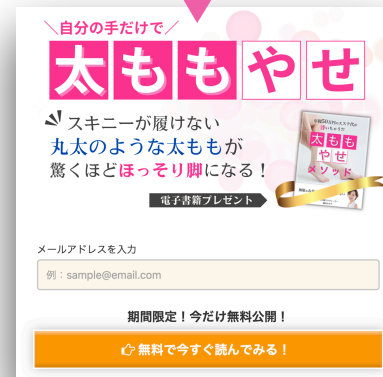 ＼自分の手だけで／
太ももやせ
スキニーが履けない
丸太のような太ももが
驚くほどほっそり脚になる！
太もも
やせ
メソッド
電子書籍プレゼント
メールアドレスを入力
例：sample@email.com
期間限定！今だけ無料公開！
無料で今すぐ読んでみる！